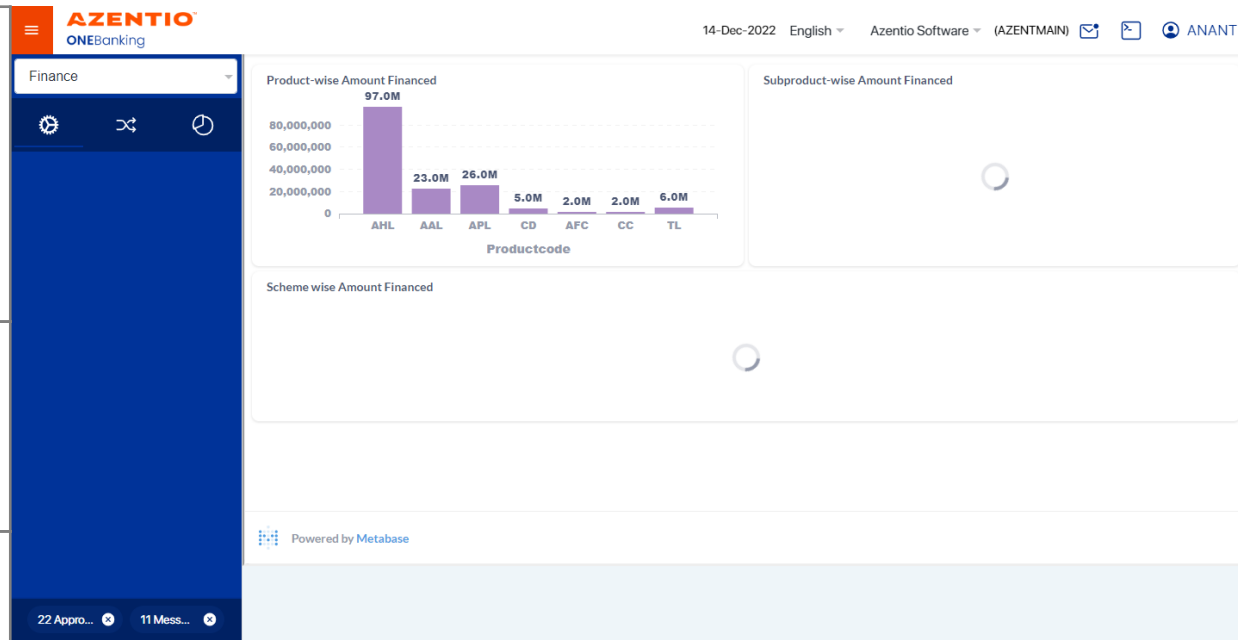 AZENTIO™
ONEBanking
14-Dec-2022 English Azentio Software (AZENTMAIN) ANANT
Finance
Product-wise Amount Financed
97.0M
80,000,000
60,000,000
40,000,000
20,000,000
0
23.0M 26.0M 5.0M 2.0M 2.0M 6.0M
AHL AAL APL CD AFC CC TL
Productcode
Subproduct-wise Amount Financed
Scheme wise Amount Financed
Powered by Metabase
22 Appro... 11 Mess...